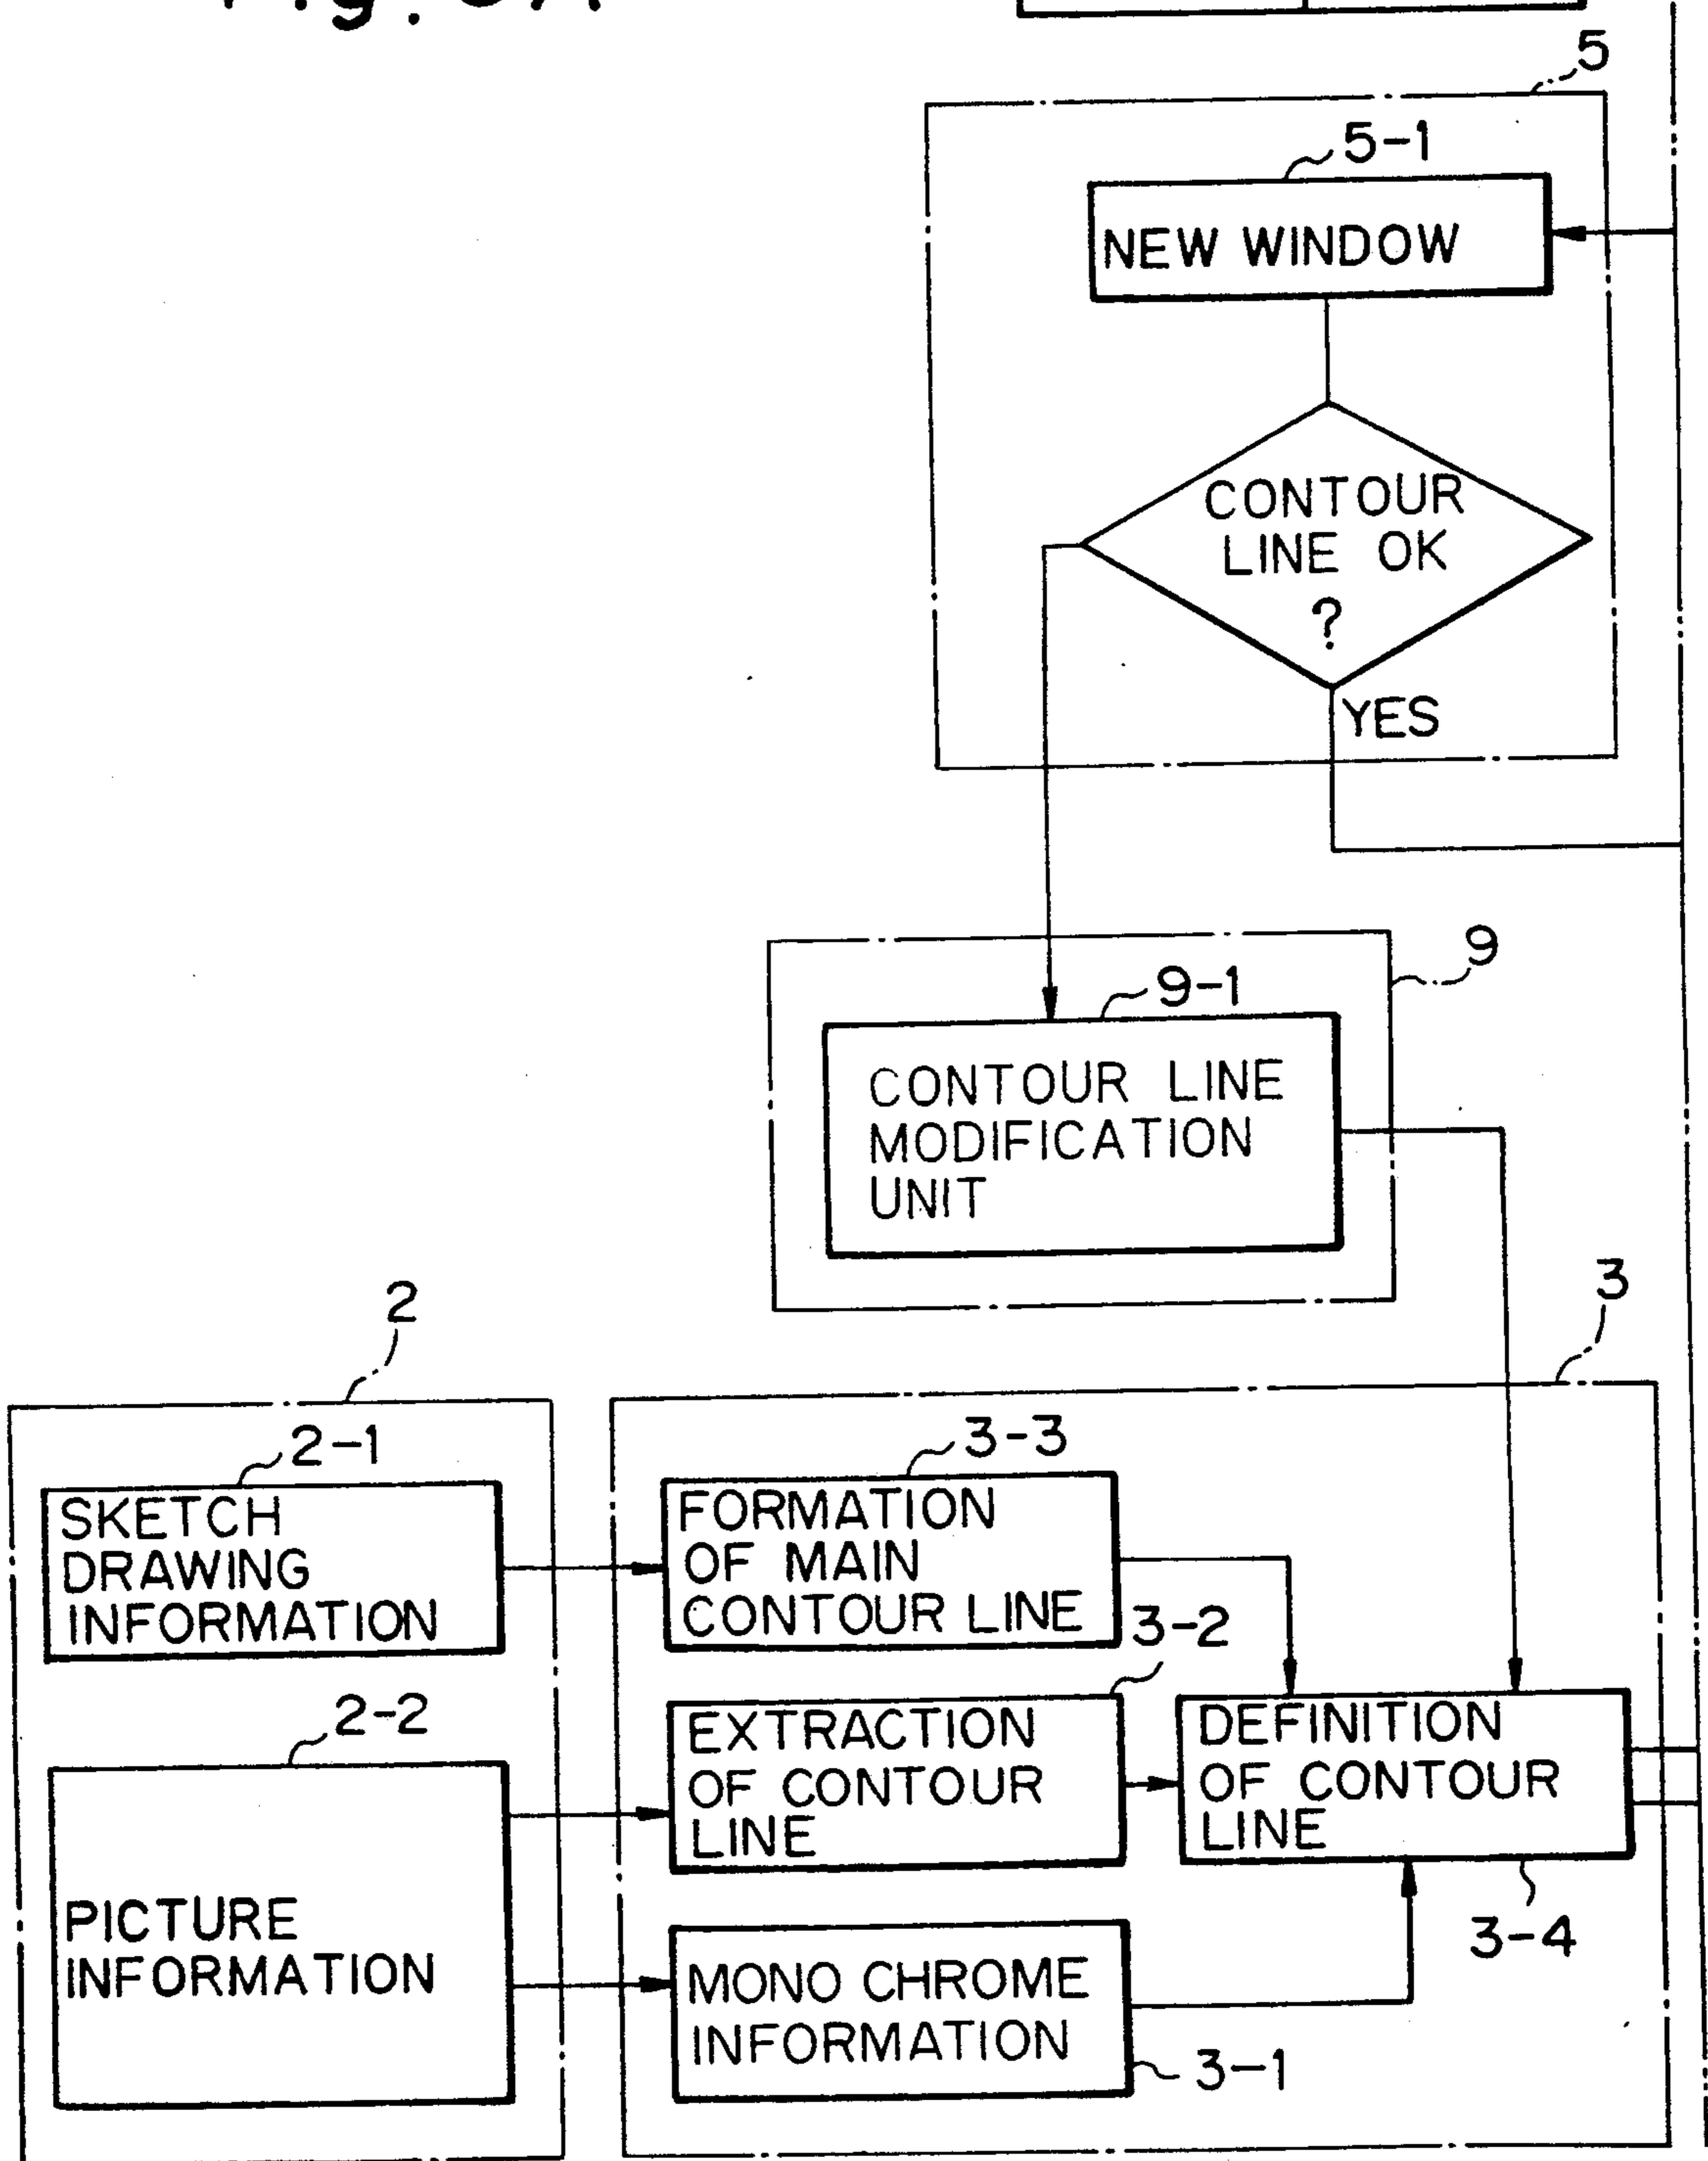 5
5-1
NEW WINDOW
CONTOUR
LINE OK
?
YES
9
9-1
CONTOUR LINE
MODIFICATION
UNIT
2
3
2-1
SKETCH
DRAWING
INFORMATION
3-3
FORMATION
OF MAIN
CONTOUR LINE
2-2
PICTURE
INFORMATION
3-2
EXTRACTION
OF CONTOUR
LINE
DEFINITION
OF CONTOUR
LINE
3-4
MONO CHROME
INFORMATION
3-1